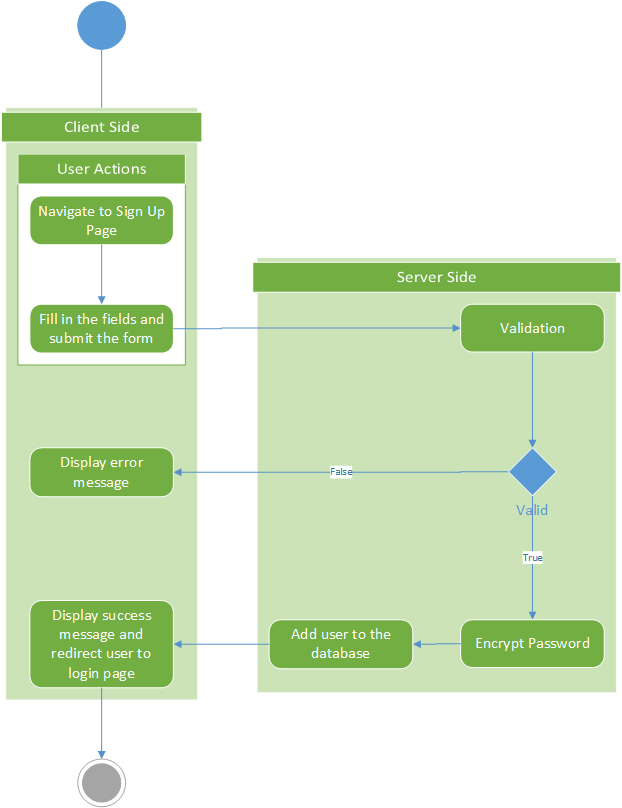 Client Side
User Actions
Navigate to Sign Up
Page
Server Side
Fill in the fields and
submit the form
Validation
Display error
message
False
Valid
True
Display success
message and
redirect user to
login page
Add user to the
database
Encrypt Password